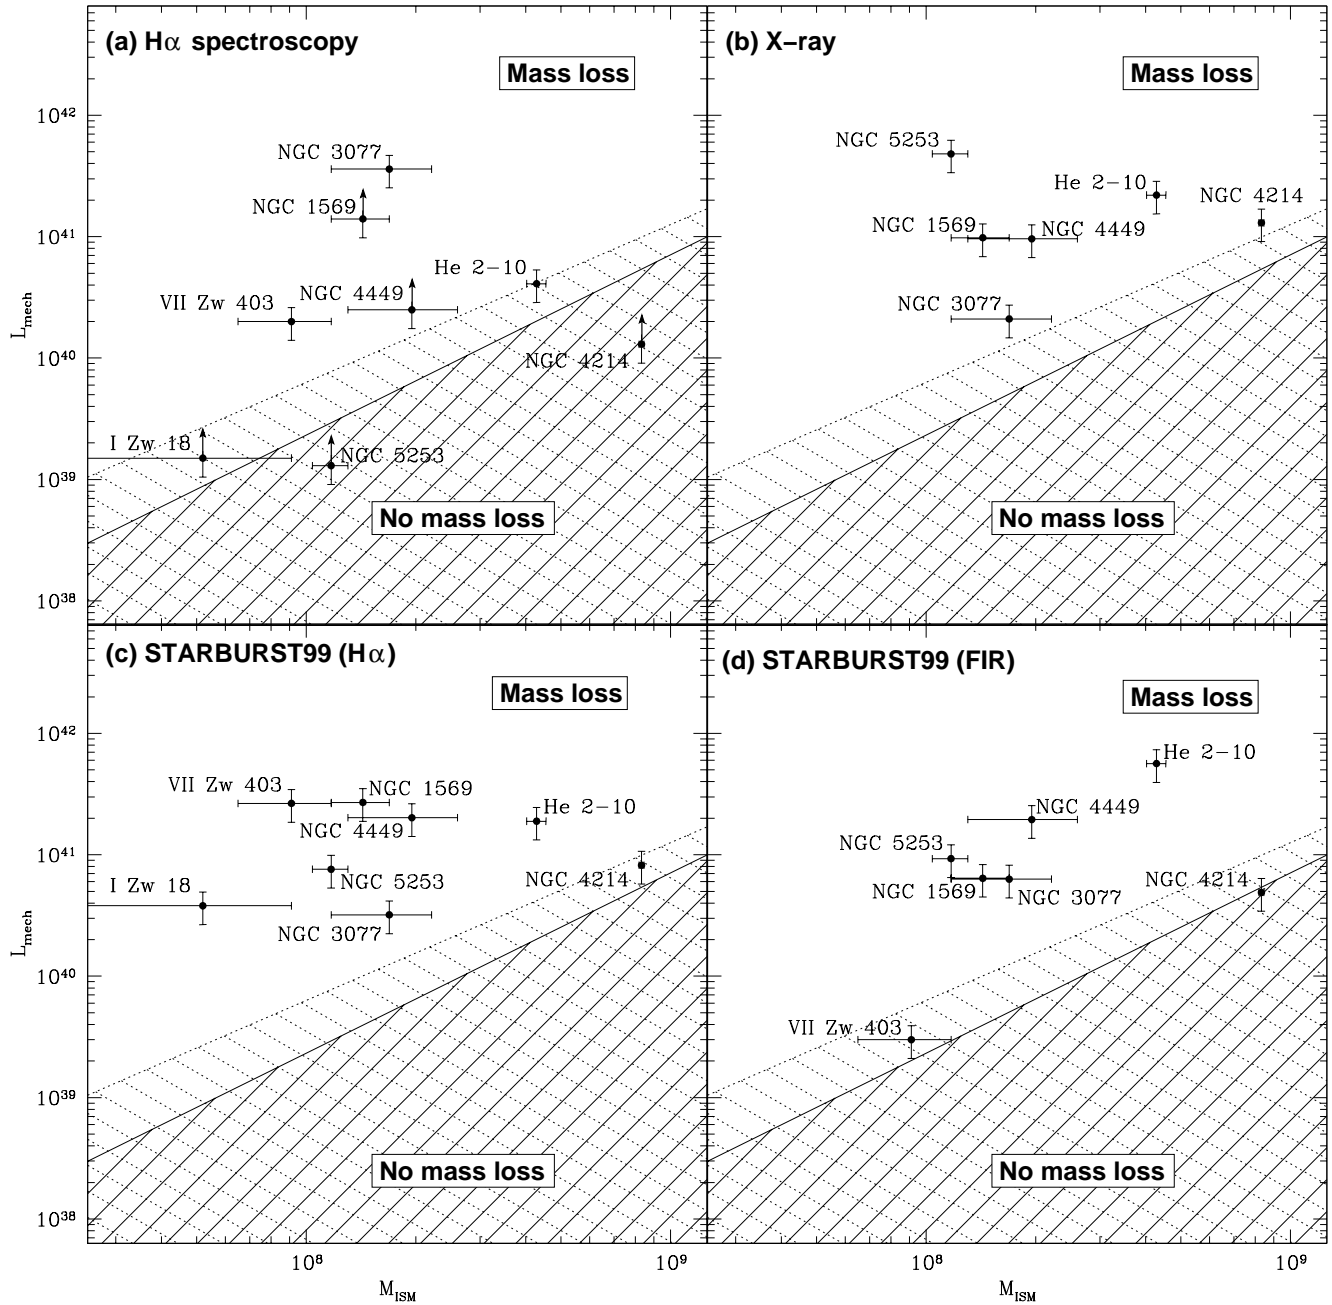 (a) Hα spectroscopy
Mass loss
10^42
NGC 3077
NGC 1569
10^41
He 2−10
NGC 4449
VII Zw 403
L_mech
10^40
NGC 4214
I Zw 18
NGC 5253
10^39
No mass loss
10^38
(b) X−ray
Mass loss
NGC 5253
He 2−10
NGC 4214
NGC 1569
NGC 4449
NGC 3077
No mass loss
(c) STARBURST99 (Hα)
Mass loss
10^42
VII Zw 403
NGC 1569
He 2−10
NGC 4449
10^41
I Zw 18
NGC 5253
NGC 4214
NGC 3077
L_mech
10^40
10^39
No mass loss
10^38
10^8
10^9
M_ISM
(d) STARBURST99 (FIR)
Mass loss
He 2−10
NGC 4449
NGC 5253
NGC 1569
NGC 3077
NGC 4214
VII Zw 403
No mass loss
10^8
10^9
M_ISM